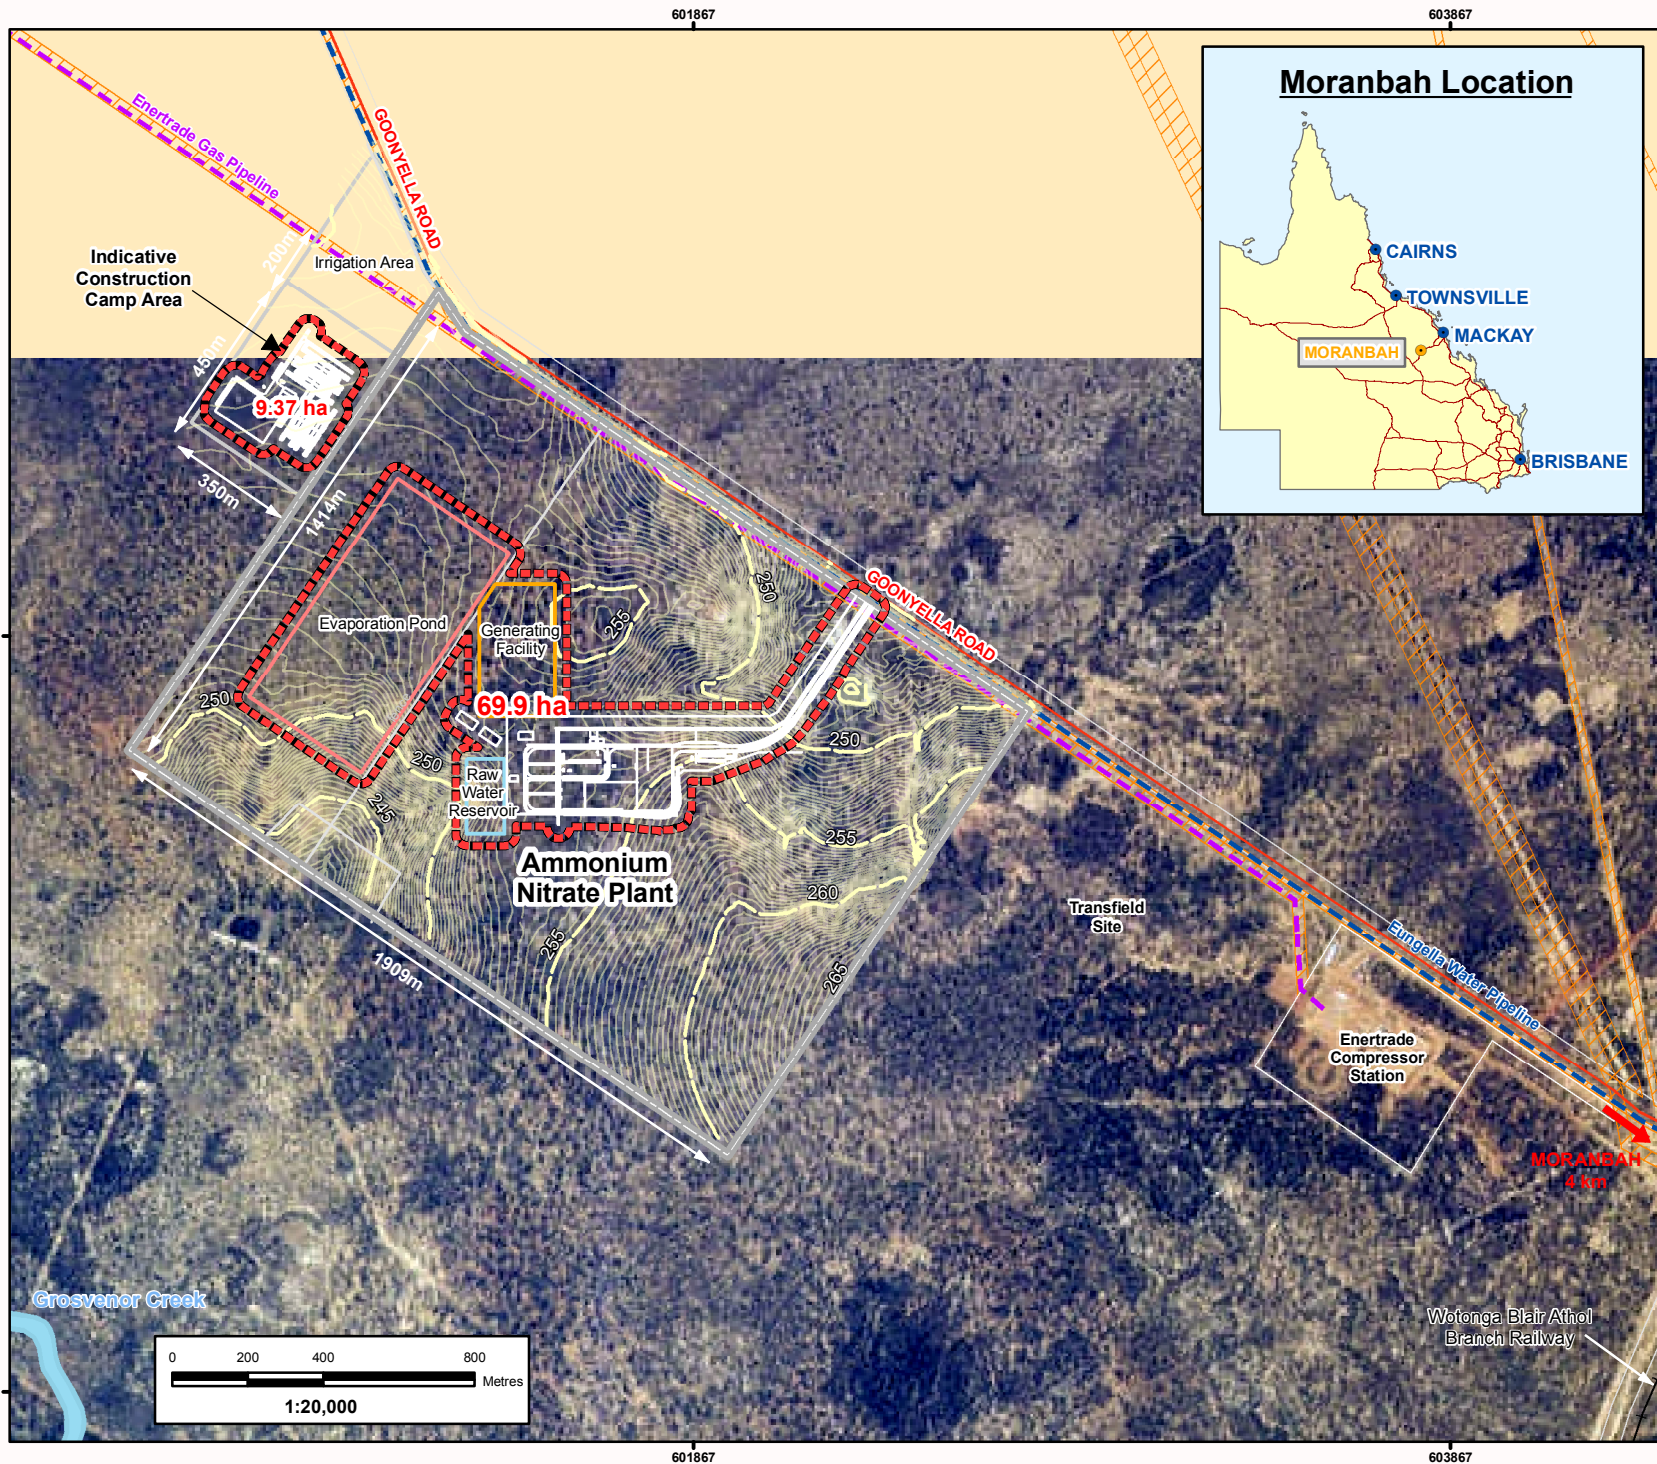 601867
603867
Moranbah Location
CAIRNS
TOWNSVILLE
MACKAY
MORANBAH
BRISBANE
Enertrade Gas Pipeline
GOONYELLA ROAD
Indicative
Construction
Camp Area
200m
Irrigation Area
450m
9.37 ha
350m
1414m
Evaporation Pond
Generating
Facility
255
250
GOONYELLA ROAD
250
69.9 ha
250
250
Raw
Water
Reservoir
245
255
Ammonium
Nitrate Plant
260
255
265
1909m
Transfield
Site
Eungella Water Pipeline
Enertrade
Compressor
Station
MORANBAH
4 km
Grosvenor Creek
Wotonga Blair Athol
Branch Railway
0
200
400
800
Metres
1:20,000
601867
603867